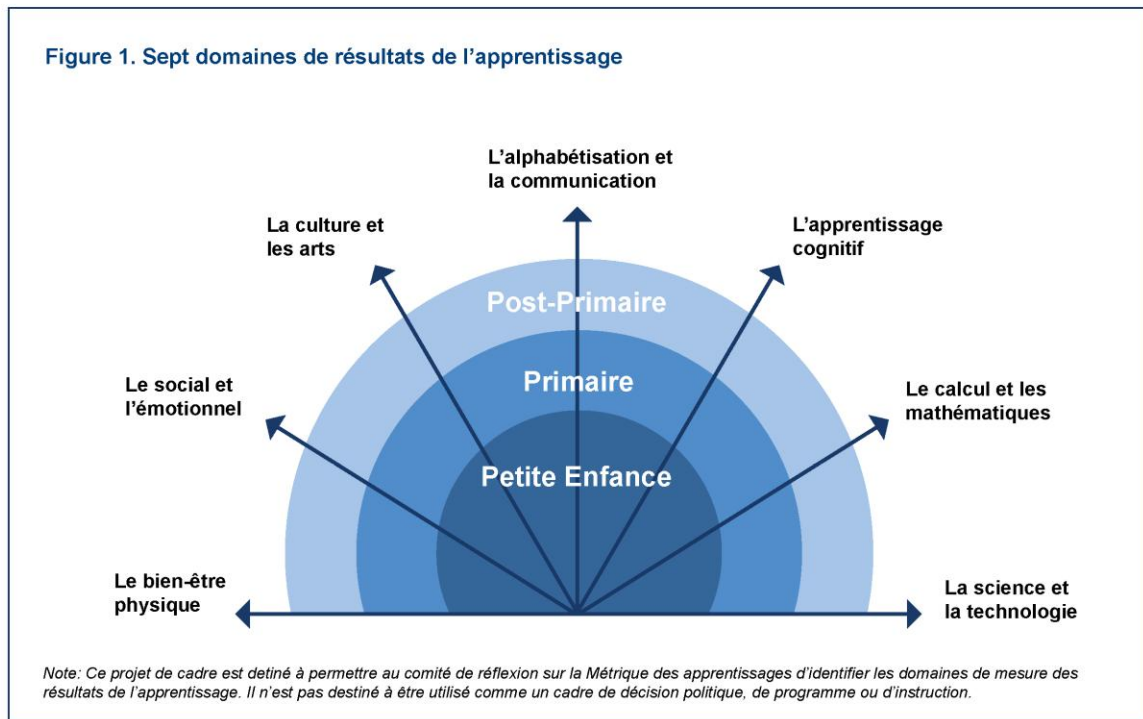 Figure 1. Sept domaines de résultats de l'apprentissage
L'alphabétisation et
la communication
La culture et
les arts
L'apprentissage
cognitif
Post-Primaire
Primaire
Le social et
l'émotionnel
Le calcul et les
mathématiques
Petite Enfance
Le bien-être
physique
La science et
la technologie
Note: Ce projet de cadre est detiné à permettre au comité de réflexion sur la Métrique des apprentissages d'identifier les domaines de mesure des
résultats de l'apprentissage. Il n'est pas destiné à être utilisé comme un cadre de décision politique, de programme ou d'instruction.